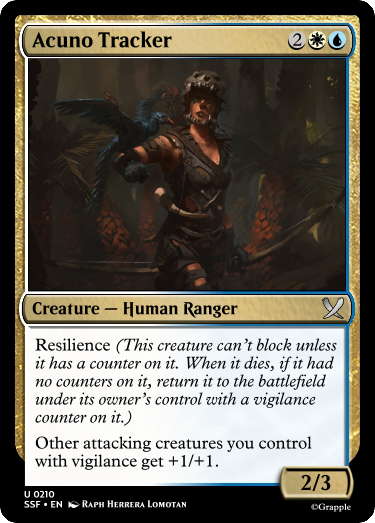 Acuno Tracker 2
Creature — Human Ranger
Resilience (This creature can't block unless
it has a counter on it. When it dies, if it had
no counters on it, return it to the battlefield
under its owner's control with a vigilance
counter on it.)
Other attacking creatures you control
with vigilance get +1/+1.
2/3
U 0210
SSF • EN Raph Herrera Lomotan
©Grapple